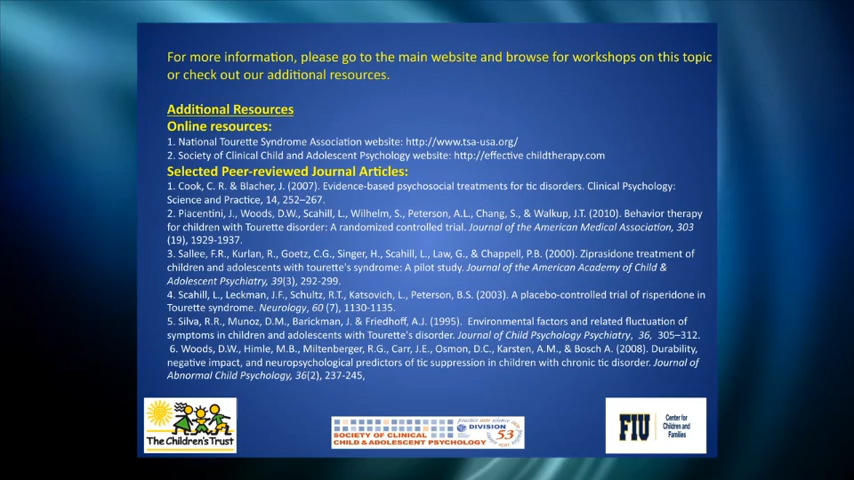 For more information, please go to the main website and browse for workshops on this topic
or check out our additional resources.
Additional Resources
Online resources:
1. National Tourette Syndrome Association website: http://www.tsa-usa.org/
2. Society of Clinical Child and Adolescent Psychology website: http://effective childtherapy.com
Selected Peer-reviewed Journal Articles:
1. Cook, C. R. & Blacher, J. (2007). Evidence-based psychosocial treatments for tic disorders. Clinical Psychology:
Science and Practice, 14, 252–267.
2. Piacentini, J., Woods, D.W., Scahill, L., Wilhelm, S., Peterson, A.L., Chang, S., & Walkup, J.T. (2010). Behavior therapy
for children with Tourette disorder: A randomized controlled trial. Journal of the American Medical Association, 303
(19), 1929-1937.
3. Sallee, F.R., Kurlan, R., Goetz, C.G., Singer, H., Scahill, L., Law, G., & Chappell, P.B. (2000). Ziprasidone treatment of
children and adolescents with tourette's syndrome: A pilot study. Journal of the American Academy of Child &
Adolescent Psychiatry, 39(3), 292-299.
4. Scahill, L., Leckman, J.F., Schultz, R.T., Katsovich, L., Peterson, B.S. (2003). A placebo-controlled trial of risperidone in
Tourette syndrome. Neurology, 60 (7), 1130-1135.
5. Silva, R.R., Munoz, D.M., Barickman, J. & Friedhoff, A.J. (1995). Environmental factors and related fluctuation of
symptoms in children and adolescents with Tourette's disorder. Journal of Child Psychology Psychiatry, 36, 305–312.
6. Woods, D.W., Himle, M.B., Miltenberger, R.G., Carr, J.E., Osmon, D.C., Karsten, A.M., & Bosch A. (2008). Durability,
negative impact, and neuropsychological predictors of tic suppression in children with chronic tic disorder. Journal of
Abnormal Child Psychology, 36(2), 237-245,
The Children's Trust
DIVISION
53
SOCIETY OF CLINICAL
CHILD & ADOLESCENT PSYCHOLOGY
FIU
Center for
Children and
Families